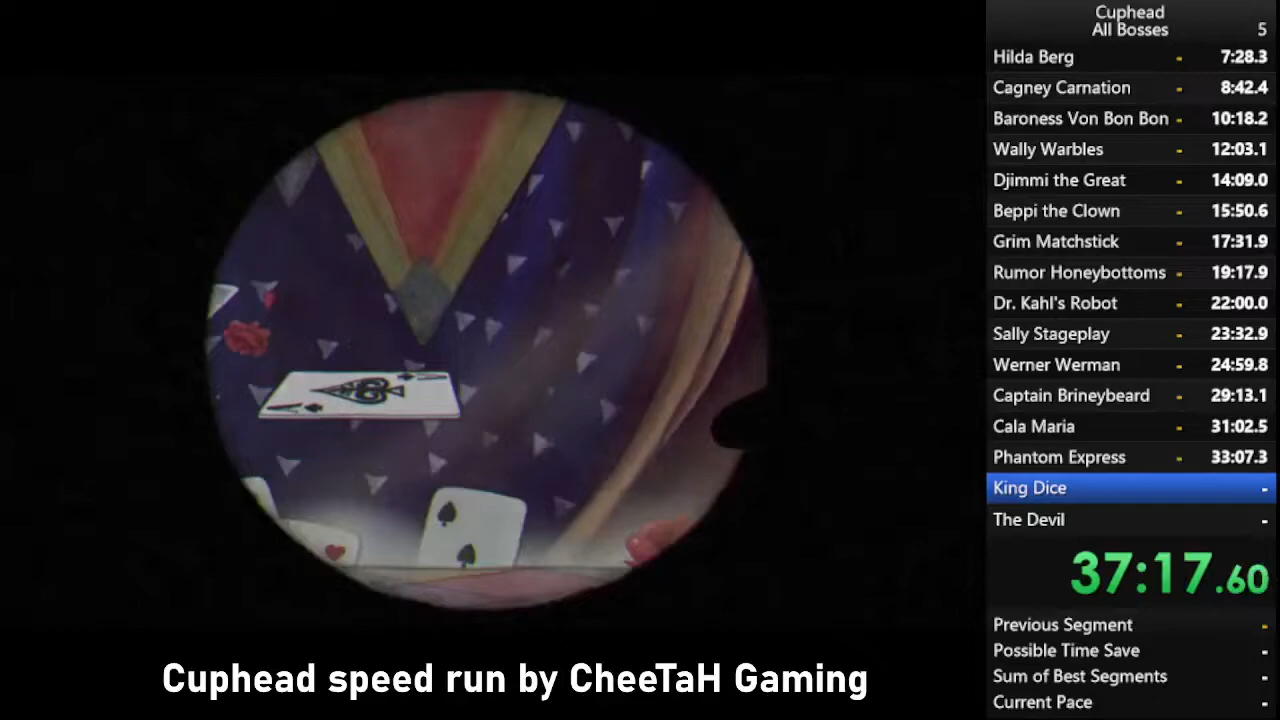 Cuphead
All Bosses 5
Hilda Berg - 7:28.3
Cagney Carnation - 8:42.4
Baroness Von Bon Bon - 10:18.2
Wally Warbles - 12:03.1
Djimmi the Great - 14:09.0
Beppi the Clown - 15:50.6
Grim Matchstick - 17:31.9
Rumor Honeybottoms - 19:17.9
Dr. Kahl's Robot - 22:00.0
Sally Stageplay - 23:32.9
Werner Werman - 24:59.8
Captain Brineybeard - 29:13.1
Cala Maria - 31:02.5
Phantom Express - 33:07.3
King Dice -
The Devil -
37:17.60
Previous Segment -
Possible Time Save -
Sum of Best Segments -
Current Pace -
Cuphead speed run by CheeTaH Gaming